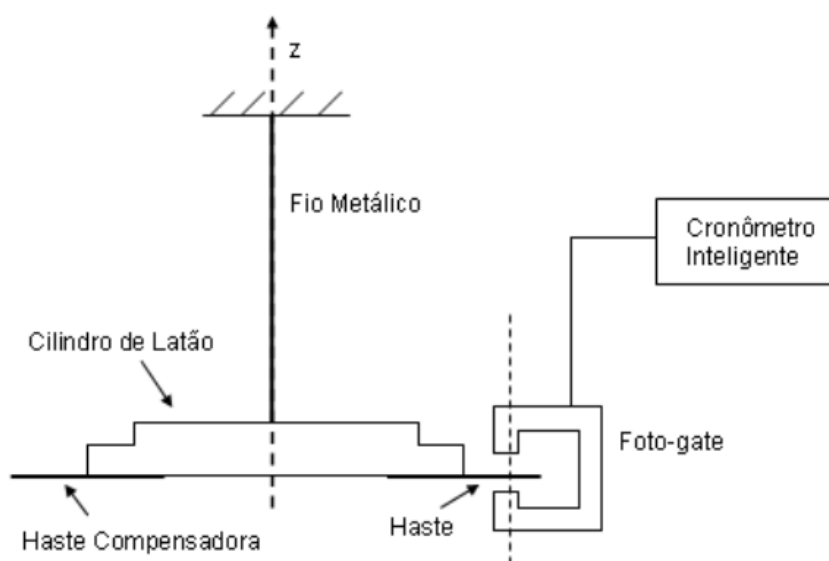 z
Fio Metálico
Cronômetro
Inteligente
Cilindro de Latão
Foto-gate
Haste
Haste Compensadora